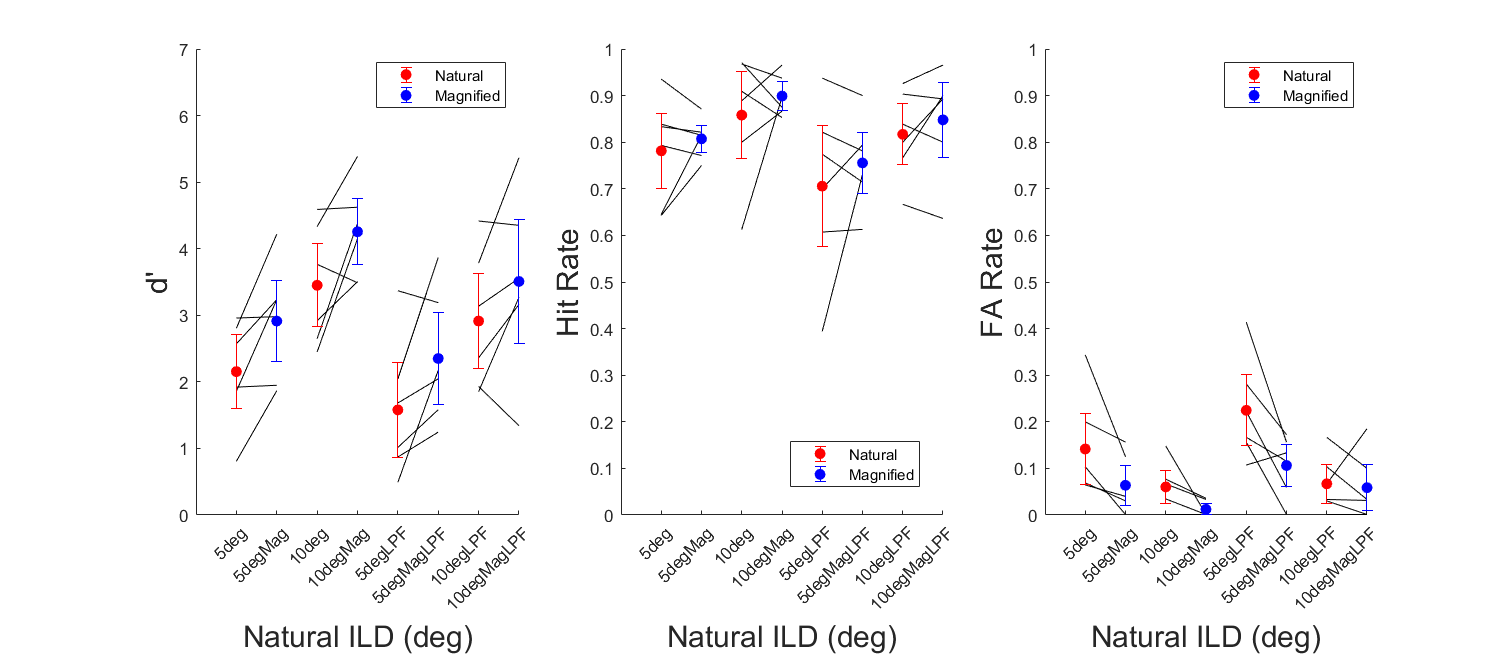 d'
7
6
5
4
3
2
1
0
Natural
Magnified
5deg
5degMag
10deg
10degMag
5degLPF
5degMagLPF
10degLPF
10degMagLPF
Natural ILD (deg)
Hit Rate
1
0.9
0.8
0.7
0.6
0.5
0.4
0.3
0.2
0.1
0
Natural
Magnified
5deg
5degMag
10deg
10degMag
5degLPF
5degMagLPF
10degLPF
10degMagLPF
Natural ILD (deg)
FA Rate
1
0.9
0.8
0.7
0.6
0.5
0.4
0.3
0.2
0.1
0
Natural
Magnified
5deg
5degMag
10deg
10degMag
5degLPF
5degMagLPF
10degLPF
10degMagLPF
Natural ILD (deg)